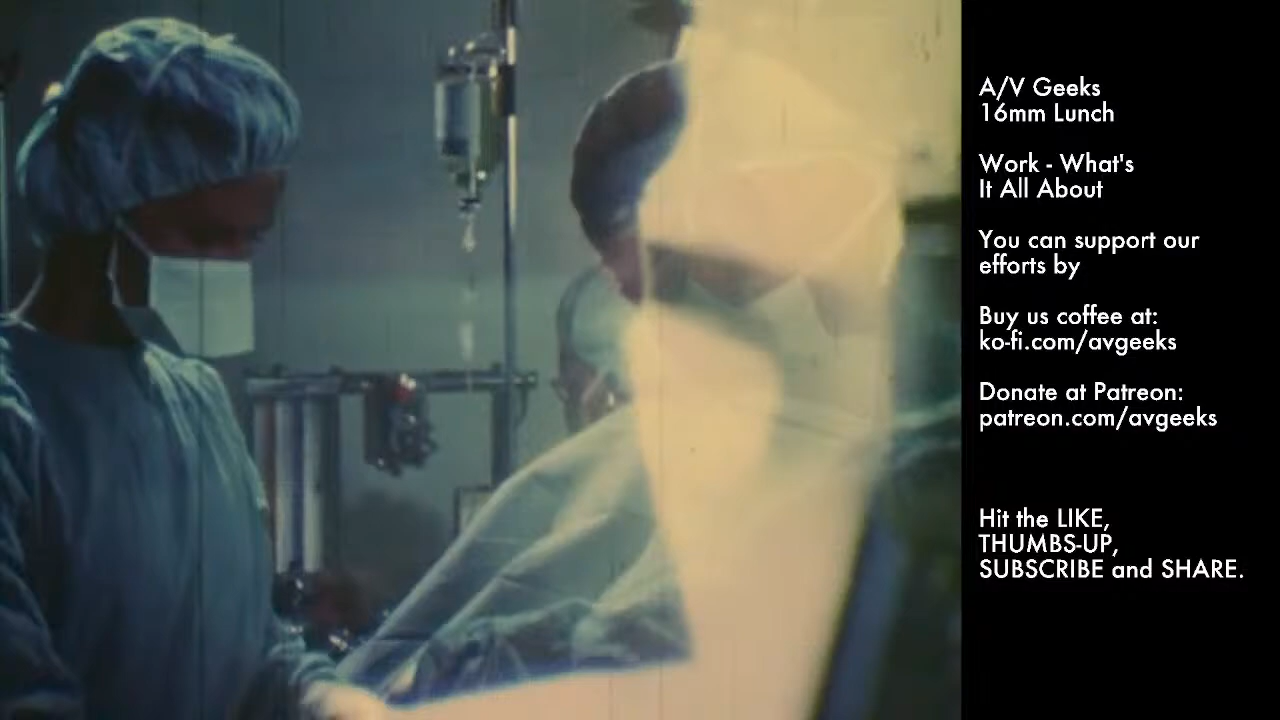 A/V Geeks
16mm Lunch
Work - What's
It All About
You can support our
efforts by
Buy us coffee at:
ko-fi.com/avgeeks
Donate at Patreon:
patreon.com/avgeeks
Hit the LIKE,
THUMBS-UP,
SUBSCRIBE and SHARE.